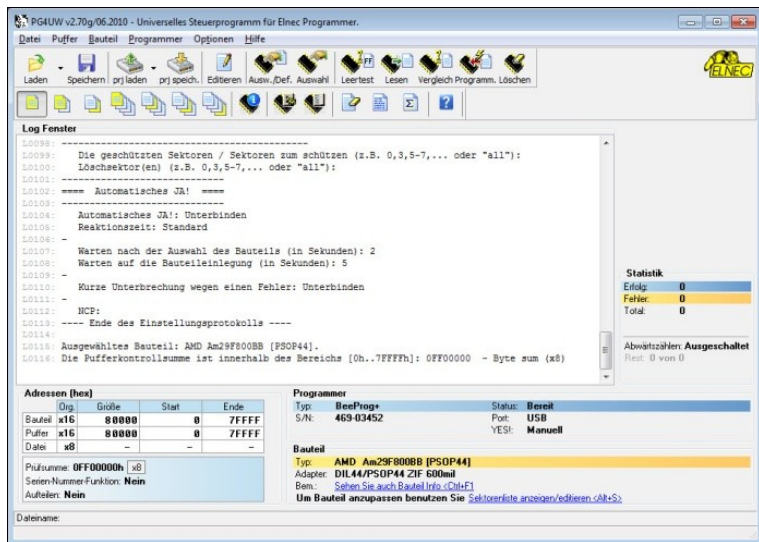 PG4UW v2.70g/06.2010 - Universelles Steuerprogramm für Elnec Programmer.
Datei Puffer Bauteil Programmer Optionen Hilfe
Laden Speichern prj laden prj speich. Editieren Ausw./Def. Auswahl Leertest Lesen Vergleich Programm. Löschen
ELNEC
Log Fenster
L0098: -----------------------------------------------
L0099: Die geschützten Sektoren / Sektoren zum schützen (z.B. 0,3,5-7,... oder "all"):
L0100: Löschsektor(en) (z.B. 0,3,5-7,... oder "all"):
L0101: -------------------------------
L0102: ==== Automatisches JA! ====
L0103: -------------------------------
L0104: Automatisches JA!: Unterbinden
L0105: Reaktionszeit: Standard
L0106: -
L0107: Warten nach der Auswahl des Bauteils (in Sekunden): 2
L0108: Warten auf die Bauteileinlegung (in Sekunden): 5
L0109: -
L0110: Kurze Unterbrechung wegen einen Fehler: Unterbinden
L0111: -
L0112: NCP:
L0113: ---- Ende des Einstellungsprotokolls ----
L0114:
L0115: Ausgewähltes Bauteil: AMD Am29F800BB [PSOP44].
L0116: Die Pufferkontrollsumme ist innerhalb des Bereichs [0h..7FFFFh]: 0FF00000 - Byte sum (x8)
Statistik
Erfolg: 0
Fehler: 0
Total: 0
Abwärtszählen: Ausgeschaltet
Rest: 0 von 0
Adressen (hex)
Org. Größe Start Ende
Bauteil x16 80000 0 7FFFF
Puffer x16 80000 0 7FFFF
Datei x8 - - -
Prüfsumme: 0FF00000h x8
Serien-Nummer-Funktion: Nein
Aufteilen: Nein
Programmer
Typ: BeeProg+ Status: Bereit
S/N: 469-03452 Port: USB
YES!: Manuell
Bauteil
Typ: AMD Am29F800BB [PSOP44]
Adapter: DIL44/PSOP44 ZIF 600mil
Bem.: Sehen Sie auch Bauteil Info <Ctrl+F1
Um Bauteil anzupassen benutzen Sie Sektorenliste anzeigen/editieren <Alt+S>
Dateiname: